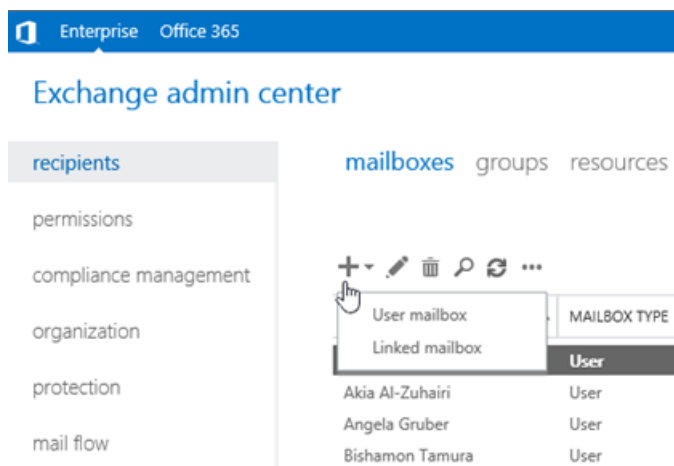 Enterprise Office 365
Exchange admin center
recipients
permissions
compliance management
organization
protection
mail flow
mailboxes groups resources
User mailbox
Linked mailbox
MAILBOX TYPE
User
Akia Al-Zuhairi User
Angela Gruber User
Bishamon Tamura User